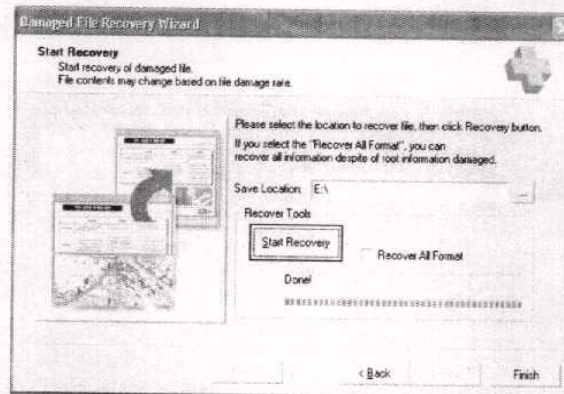 Damaged File Recovery Wizard
Start Recovery
Start recovery of damaged file.
File contents may change based on file damage rate.
Please select the location to recover file, then click Recovery button.
If you select the "Recover All Format", you can
recover all information despite of root information damaged.
Save Location: E:\
...
Recover Tools
Start Recovery
Recover All Format
Done!
< Back
Finish